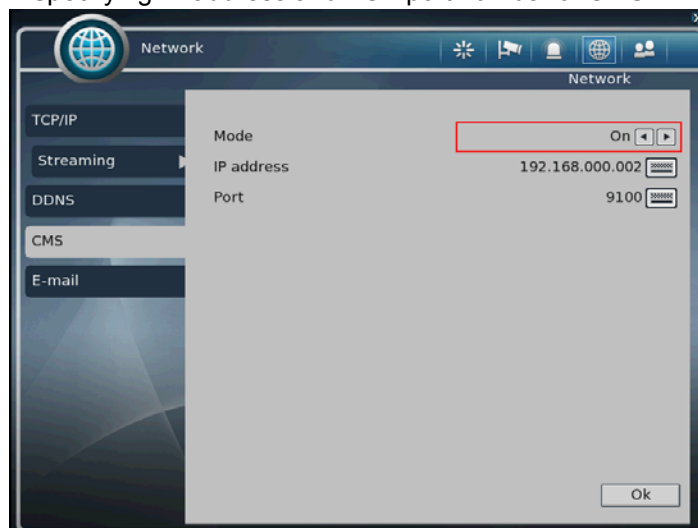 Network
Network
TCP/IP
Streaming
DDNS
CMS
E-mail
Mode On
IP address 192.168.000.002
Port 9100
Ok